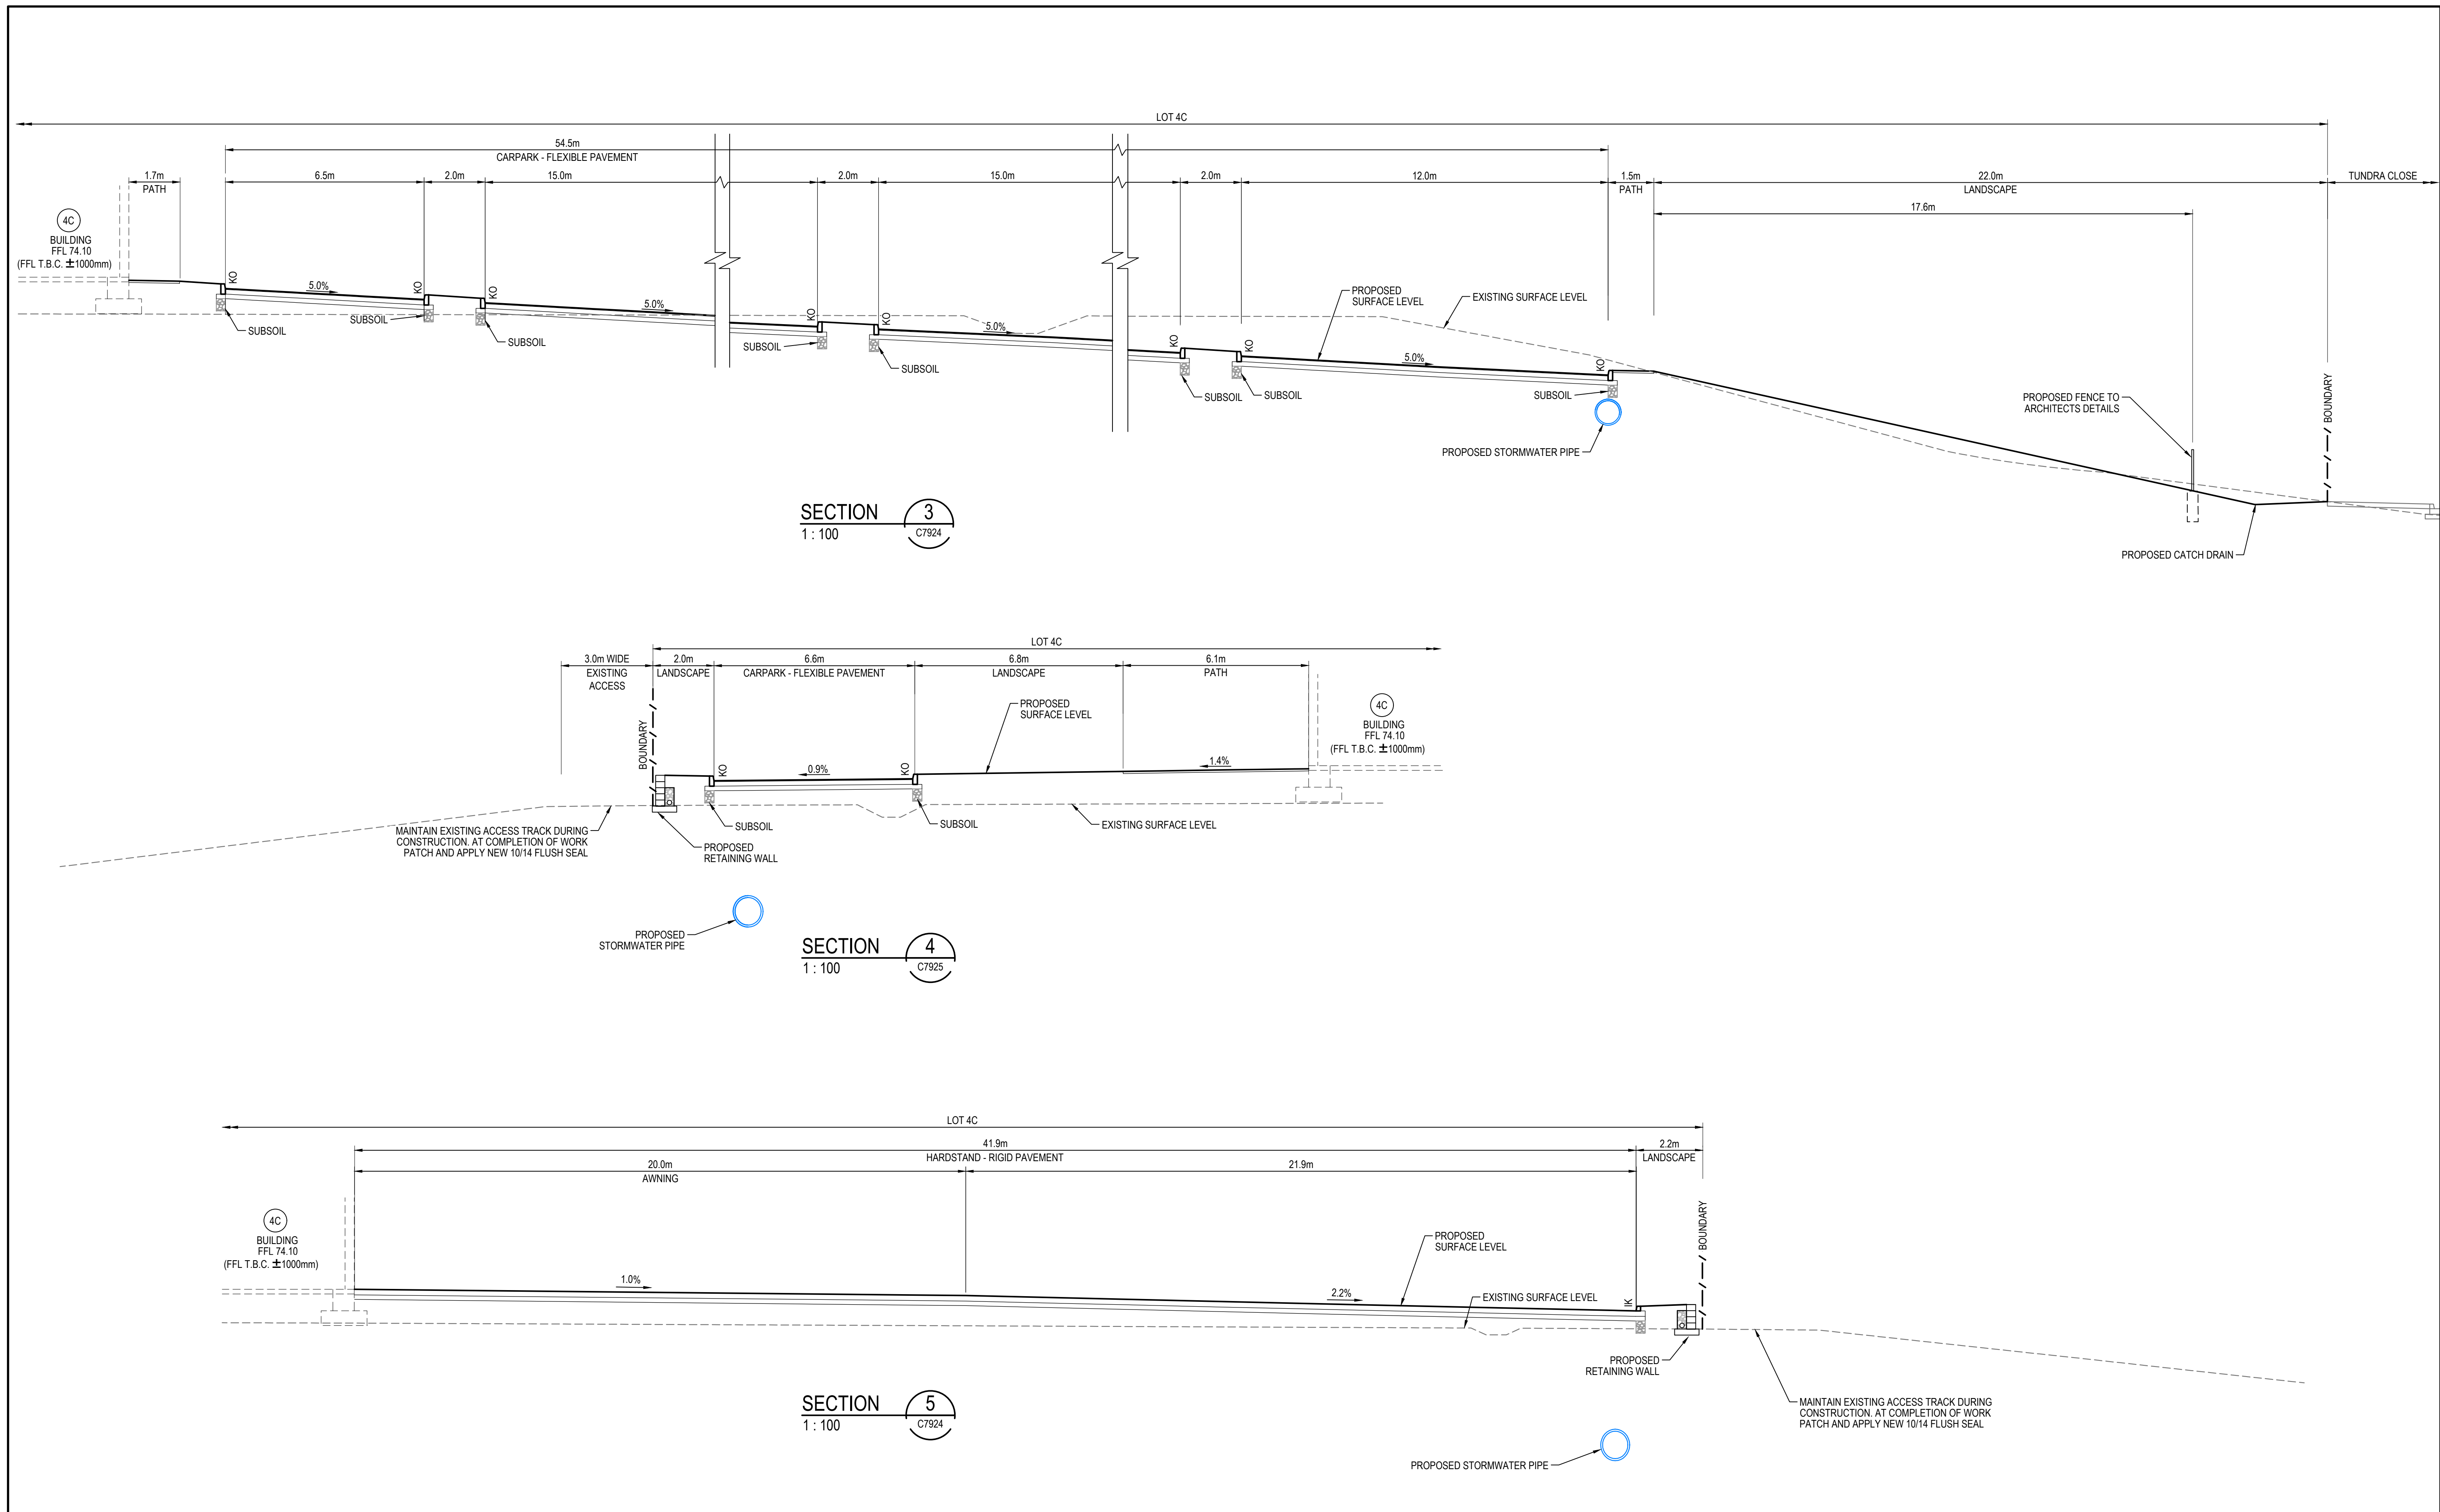 LOT 4C
54.5m
CARPARK - FLEXIBLE PAVEMENT
1.7m
PATH
6.5m
2.0m
15.0m
2.0m
15.0m
2.0m
12.0m
1.5m
PATH
22.0m
LANDSCAPE
TUNDRA CLOSE
17.6m
4C
BUILDING
FFL 74.10
(FFL T.B.C. ±1000mm)
KO
5.0%
KO
KO
5.0%
KO
KO
5.0%
KO
KO
5.0%
KO
PROPOSED
SURFACE LEVEL
EXISTING SURFACE LEVEL
SUBSOIL
SUBSOIL
SUBSOIL
SUBSOIL
SUBSOIL
SUBSOIL
SUBSOIL
SUBSOIL
PROPOSED STORMWATER PIPE
PROPOSED FENCE TO
ARCHITECTS DETAILS
BOUNDARY
PROPOSED CATCH DRAIN
SECTION
3
1 : 100
C7924
LOT 4C
3.0m WIDE
EXISTING
ACCESS
2.0m
LANDSCAPE
6.6m
CARPARK - FLEXIBLE PAVEMENT
6.8m
LANDSCAPE
6.1m
PATH
BOUNDARY
PROPOSED
SURFACE LEVEL
4C
BUILDING
FFL 74.10
(FFL T.B.C. ±1000mm)
KO
0.9%
KO
1.4%
MAINTAIN EXISTING ACCESS TRACK DURING
CONSTRUCTION. AT COMPLETION OF WORK
PATCH AND APPLY NEW 10/14 FLUSH SEAL
SUBSOIL
SUBSOIL
EXISTING SURFACE LEVEL
PROPOSED
RETAINING WALL
PROPOSED
STORMWATER PIPE
SECTION
4
1 : 100
C7925
LOT 4C
41.9m
HARDSTAND - RIGID PAVEMENT
2.2m
LANDSCAPE
20.0m
AWNING
21.9m
4C
BUILDING
FFL 74.10
(FFL T.B.C. ±1000mm)
1.0%
2.2%
PROPOSED
SURFACE LEVEL
EXISTING SURFACE LEVEL
IK
BOUNDARY
PROPOSED
RETAINING WALL
MAINTAIN EXISTING ACCESS TRACK DURING
CONSTRUCTION. AT COMPLETION OF WORK
PATCH AND APPLY NEW 10/14 FLUSH SEAL
PROPOSED STORMWATER PIPE
SECTION
5
1 : 100
C7924